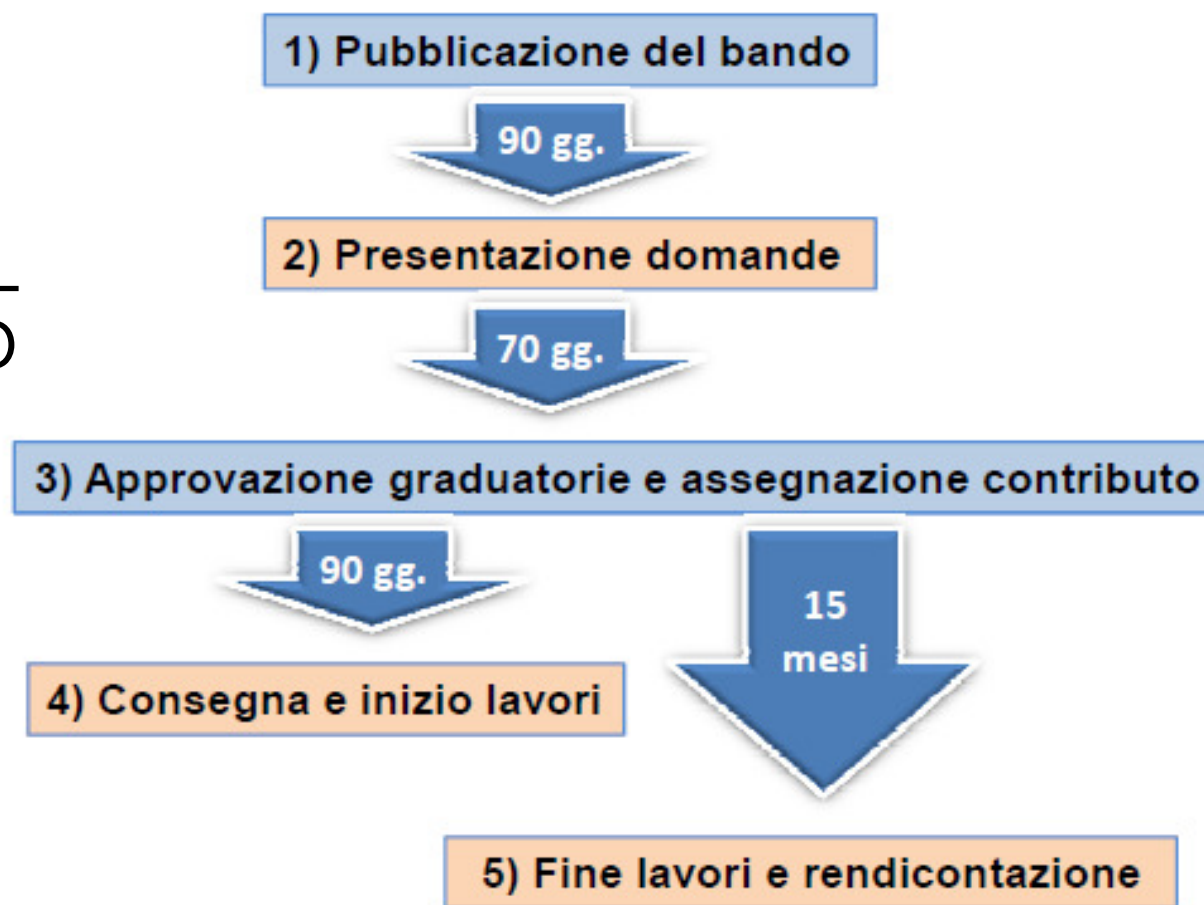 1) Pubblicazione del bando
90 gg.
2) Presentazione domande
70 gg.
3) Approvazione graduatorie e assegnazione contributo
90 gg.
15
mesi
4) Consegna e inizio lavori
5) Fine lavori e rendicontazione